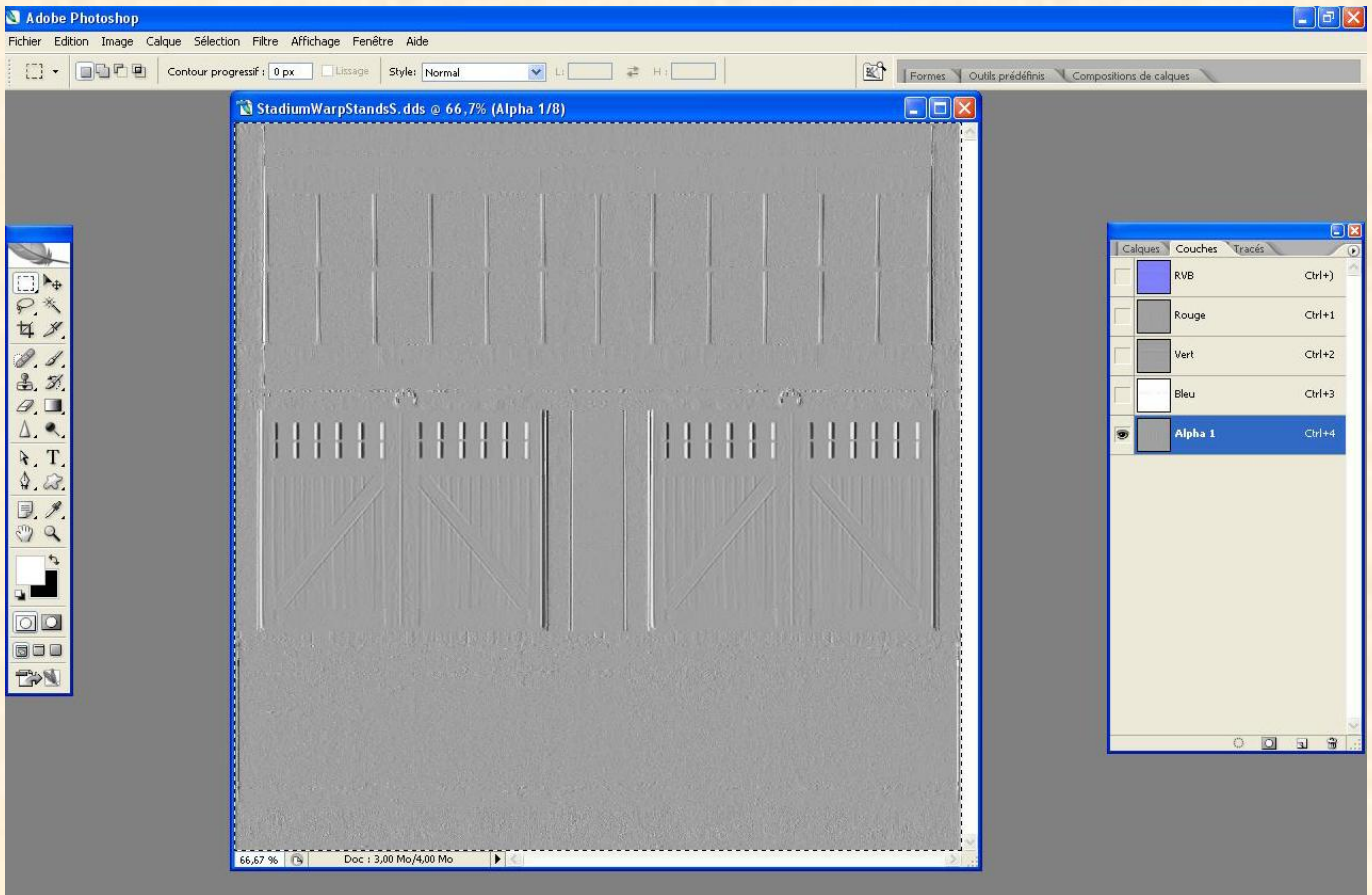 Adobe Photoshop
Fichier Edition Image Calque Sélection Filtre Affichage Fenêtre Aide
Contour progressif : 0 px Lissage Style: Normal L: H: Formes Outils prédéfinis Compositions de calques
StadiumWarpStandsS.dds @ 66,7% (Alpha 1/8)
Calques Couches Tracés
RVB Ctrl+)
Rouge Ctrl+1
Vert Ctrl+2
Bleu Ctrl+3
Alpha 1 Ctrl+4
66,67 % Doc : 3,00 Mo/4,00 Mo